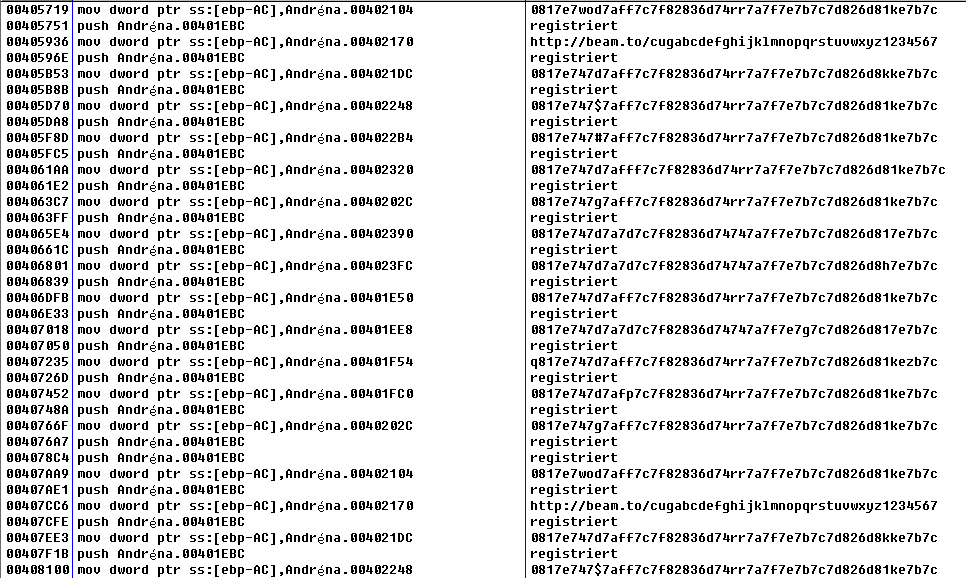 00405719 mov dword ptr ss:[ebp-AC],Andréna.00402104 0817e7wod7aff7c7f82836d74rr7a7f7e7b7c7d826d81ke7b7c
00405751 push Andréna.00401EBC registriert
00405936 mov dword ptr ss:[ebp-AC],Andréna.00402170 http://beam.to/cugabcdefghijklmnopqrstuvwxyz1234567
0040596E push Andréna.00401EBC registriert
00405B53 mov dword ptr ss:[ebp-AC],Andréna.004021DC 0817e747d7aff7c7f82836d74rr7a7f7e7b7c7d826d8kke7b7c
00405B8B push Andréna.00401EBC registriert
00405D70 mov dword ptr ss:[ebp-AC],Andréna.00402248 0817e747$7aff7c7f82836d74rr7a7f7e7b7c7d826d81ke7b7c
00405DA8 push Andréna.00401EBC registriert
00405F8D mov dword ptr ss:[ebp-AC],Andréna.004022B4 0817e747#7aff7c7f82836d74rr7a7f7e7b7c7d826d81ke7b7c
00405FC5 push Andréna.00401EBC registriert
004061AA mov dword ptr ss:[ebp-AC],Andréna.00402320 0817e747d7afff7c7f82836d74rr7a7f7e7b7c7d826d81ke7b7c
004061E2 push Andréna.00401EBC registriert
004063C7 mov dword ptr ss:[ebp-AC],Andréna.0040202C 0817e747g7aff7c7f82836d74rr7a7f7e7b7c7d826d81ke7b7c
004063FF push Andréna.00401EBC registriert
004065E4 mov dword ptr ss:[ebp-AC],Andréna.00402390 0817e747d7a7d7c7f82836d74747a7f7e7b7c7d826d817e7b7c
0040661C push Andréna.00401EBC registriert
00406801 mov dword ptr ss:[ebp-AC],Andréna.004023FC 0817e747d7a7d7c7f82836d74747a7f7e7b7c7d826d8h7e7b7c
00406839 push Andréna.00401EBC registriert
00406DFB mov dword ptr ss:[ebp-AC],Andréna.00401E50 0817e747d7aff7c7f82836d74rr7a7f7e7b7c7d826d81ke7b7c
00406E33 push Andréna.00401EBC registriert
00407018 mov dword ptr ss:[ebp-AC],Andréna.00401EE8 0817e747d7a7d7c7f82836d74747a7f7e7g7c7d826d817e7b7c
00407050 push Andréna.00401EBC registriert
00407235 mov dword ptr ss:[ebp-AC],Andréna.00401F54 q817e747d7aff7c7f82836d74rr7a7f7e7b7c7d826d81kezb7c
0040726D push Andréna.00401EBC registriert
00407452 mov dword ptr ss:[ebp-AC],Andréna.00401FC0 0817e747d7afp7c7f82836d74rr7a7f7e7b7c7d826d81ke7b7c
0040748A push Andréna.00401EBC registriert
0040766F mov dword ptr ss:[ebp-AC],Andréna.0040202C 0817e747g7aff7c7f82836d74rr7a7f7e7b7c7d826d81ke7b7c
004076A7 push Andréna.00401EBC registriert
004078C4 push Andréna.00401EBC registriert
00407AA9 mov dword ptr ss:[ebp-AC],Andréna.00402104 0817e7wod7aff7c7f82836d74rr7a7f7e7b7c7d826d81ke7b7c
00407AE1 push Andréna.00401EBC registriert
00407CC6 mov dword ptr ss:[ebp-AC],Andréna.00402170 http://beam.to/cugabcdefghijklmnopqrstuvwxyz1234567
00407CFE push Andréna.00401EBC registriert
00407EE3 mov dword ptr ss:[ebp-AC],Andréna.004021DC 0817e747d7aff7c7f82836d74rr7a7f7e7b7c7d826d8kke7b7c
00407F1B push Andréna.00401EBC registriert
00408100 mov dword ptr ss:[ebp-AC],Andréna.00402248 0817e747$7aff7c7f82836d74rr7a7f7e7b7c7d826d81ke7b7c